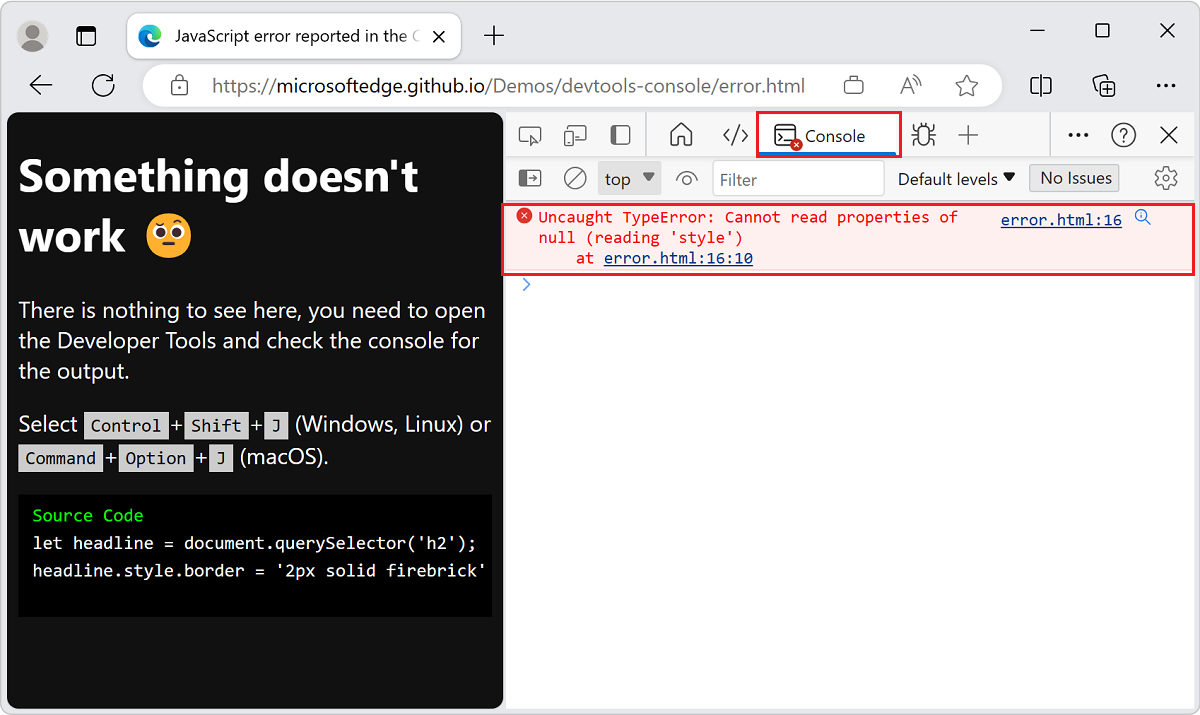 JavaScript error reported in the C
https://microsoftedge.github.io/Demos/devtools-console/error.html
Something doesn't
work
There is nothing to see here, you need to open
the Developer Tools and check the console for
the output.
Select Control+Shift+J (Windows, Linux) or
Command+Option+J (macOS).
Source Code
let headline = document.querySelector('h2');
headline.style.border = '2px solid firebrick'
Console
top
Filter
Default levels
No Issues
Uncaught TypeError: Cannot read properties of error.html:16
null (reading 'style')
at error.html:16:10